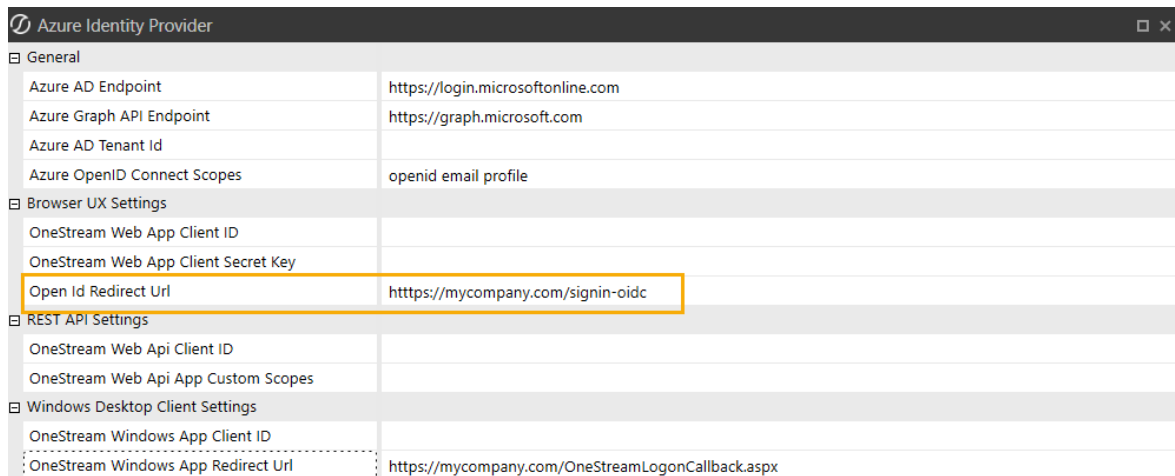 Azure Identity Provider
General
Azure AD Endpoint https://login.microsoftonline.com
Azure Graph API Endpoint https://graph.microsoft.com
Azure AD Tenant Id
Azure OpenID Connect Scopes openid email profile
Browser UX Settings
OneStream Web App Client ID
OneStream Web App Client Secret Key
Open Id Redirect Url htttps://mycompany.com/signin-oidc
REST API Settings
OneStream Web Api Client ID
OneStream Web Api App Custom Scopes
Windows Desktop Client Settings
OneStream Windows App Client ID
OneStream Windows App Redirect Url https://mycompany.com/OneStreamLogonCallback.aspx